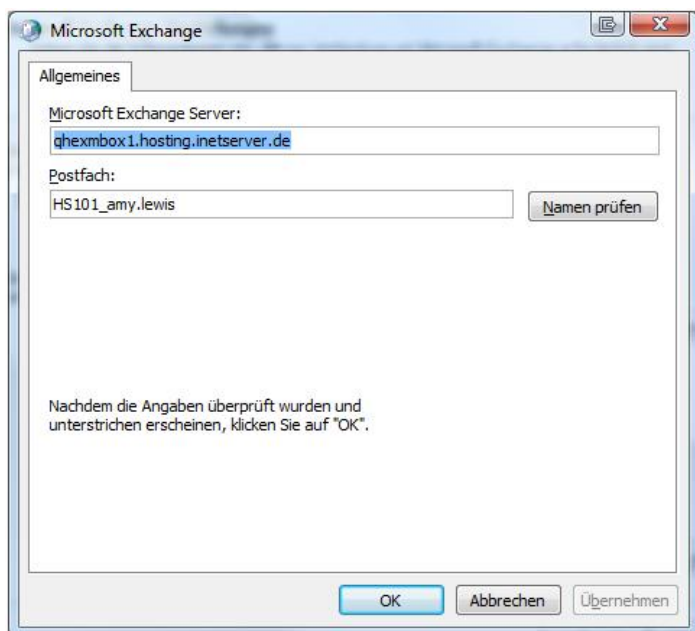 Microsoft Exchange
Allgemeines
Microsoft Exchange Server:
qhexmbox1.hosting.inetserver.de
Postfach:
HS101_amy.lewis
Namen prüfen
Nachdem die Angaben überprüft wurden und
unterstrichen erscheinen, klicken Sie auf "OK".
OK Abbrechen Übernehmen